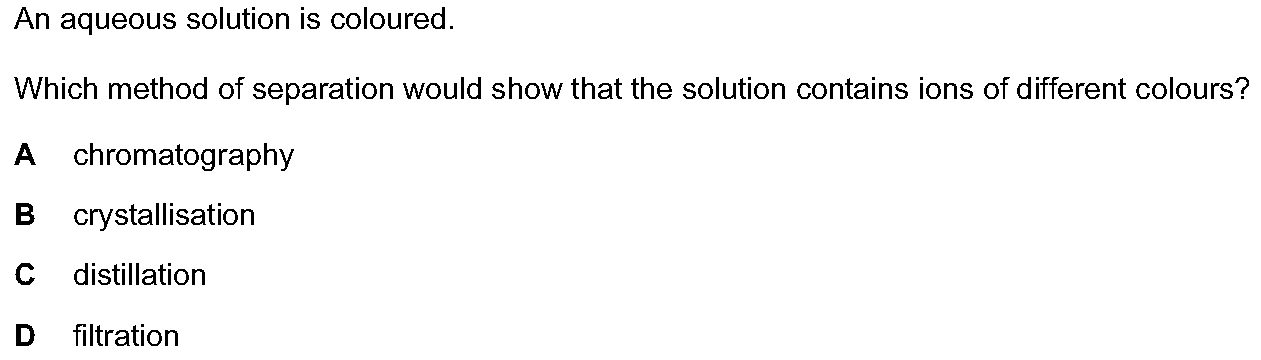 An aqueous solution is coloured.
Which method of separation would show that the solution contains ions of different colours?
A chromatography
B crystallisation
C distillation
D filtration